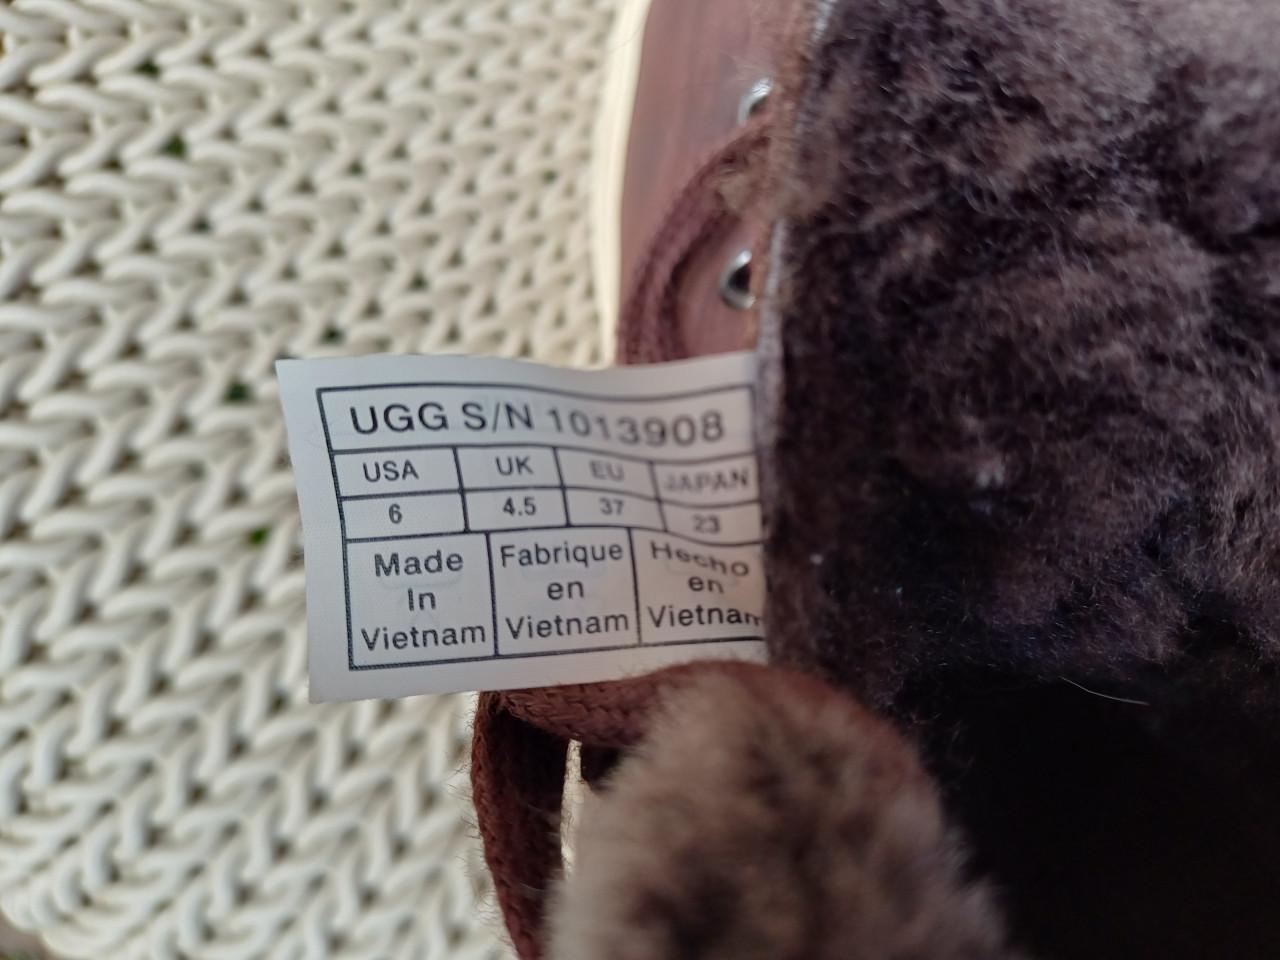 UGG S/N 1013908
USA UK EU JAPAN
6 4.5 37 23
Made
In
Vietnam
Fabrique
en
Vietnam
Hecho
en
Vietnam